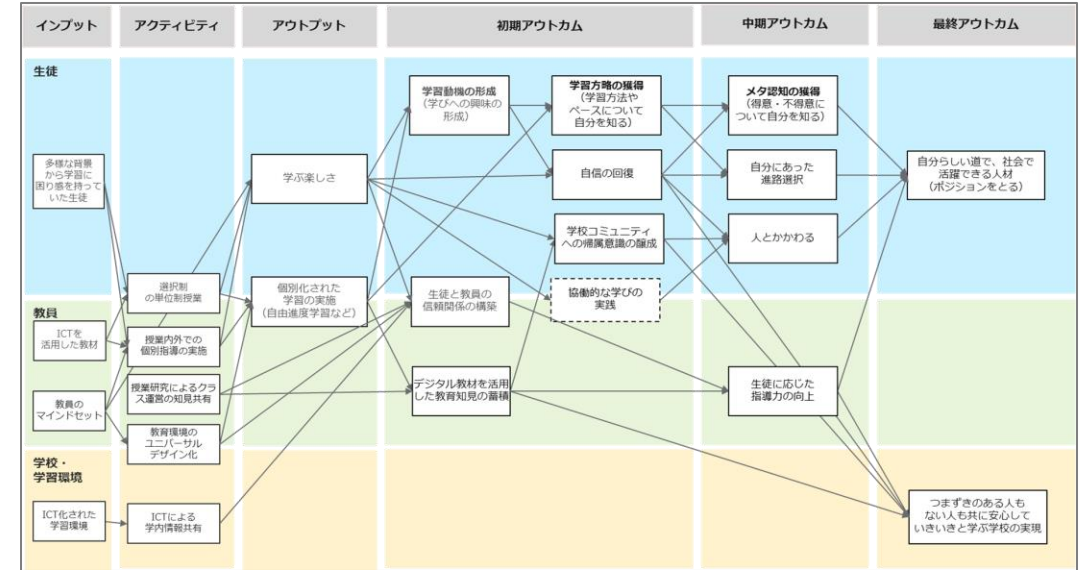 インプット
アクティビティ
アウトプット
初期アウトカム
中期アウトカム
最終アウトカム
生徒
多様な背景
から学習に
困り感を持って
いた生徒
学ぶ楽しさ
学習動機の形成
（学びへの興味の
形成）
学習方略の獲得
（学習方法や
ペースについて
自分を知る）
自信の回復
学校コミュニティ
への帰属意識の醸成
協働的な学びの
実践
メタ認知の獲得
（得意・不得意に
ついて自分を知る）
自分にあった
進路選択
人とかかわる
自分らしい道で、社会で
活躍できる人材
（ポジションをとる）
選択制
の単位制授業
個別化された
学習の実施
（自由進度学習など）
生徒と教員の
信頼関係の構築
教員
ICTを
活用した教材
教員の
マインドセット
授業内外での
個別指導の実施
授業研究によるクラ
ス運営の知見共有
教育環境の
ユニバーサル
デザイン化
デジタル教材を活用
した教育知見の蓄積
生徒に応じた
指導力の向上
学校・
学習環境
ICT化された
学習環境
ICTによる
学内情報共有
つまずきのある人も
ない人も共に安心して
いきいきと学ぶ学校の実現